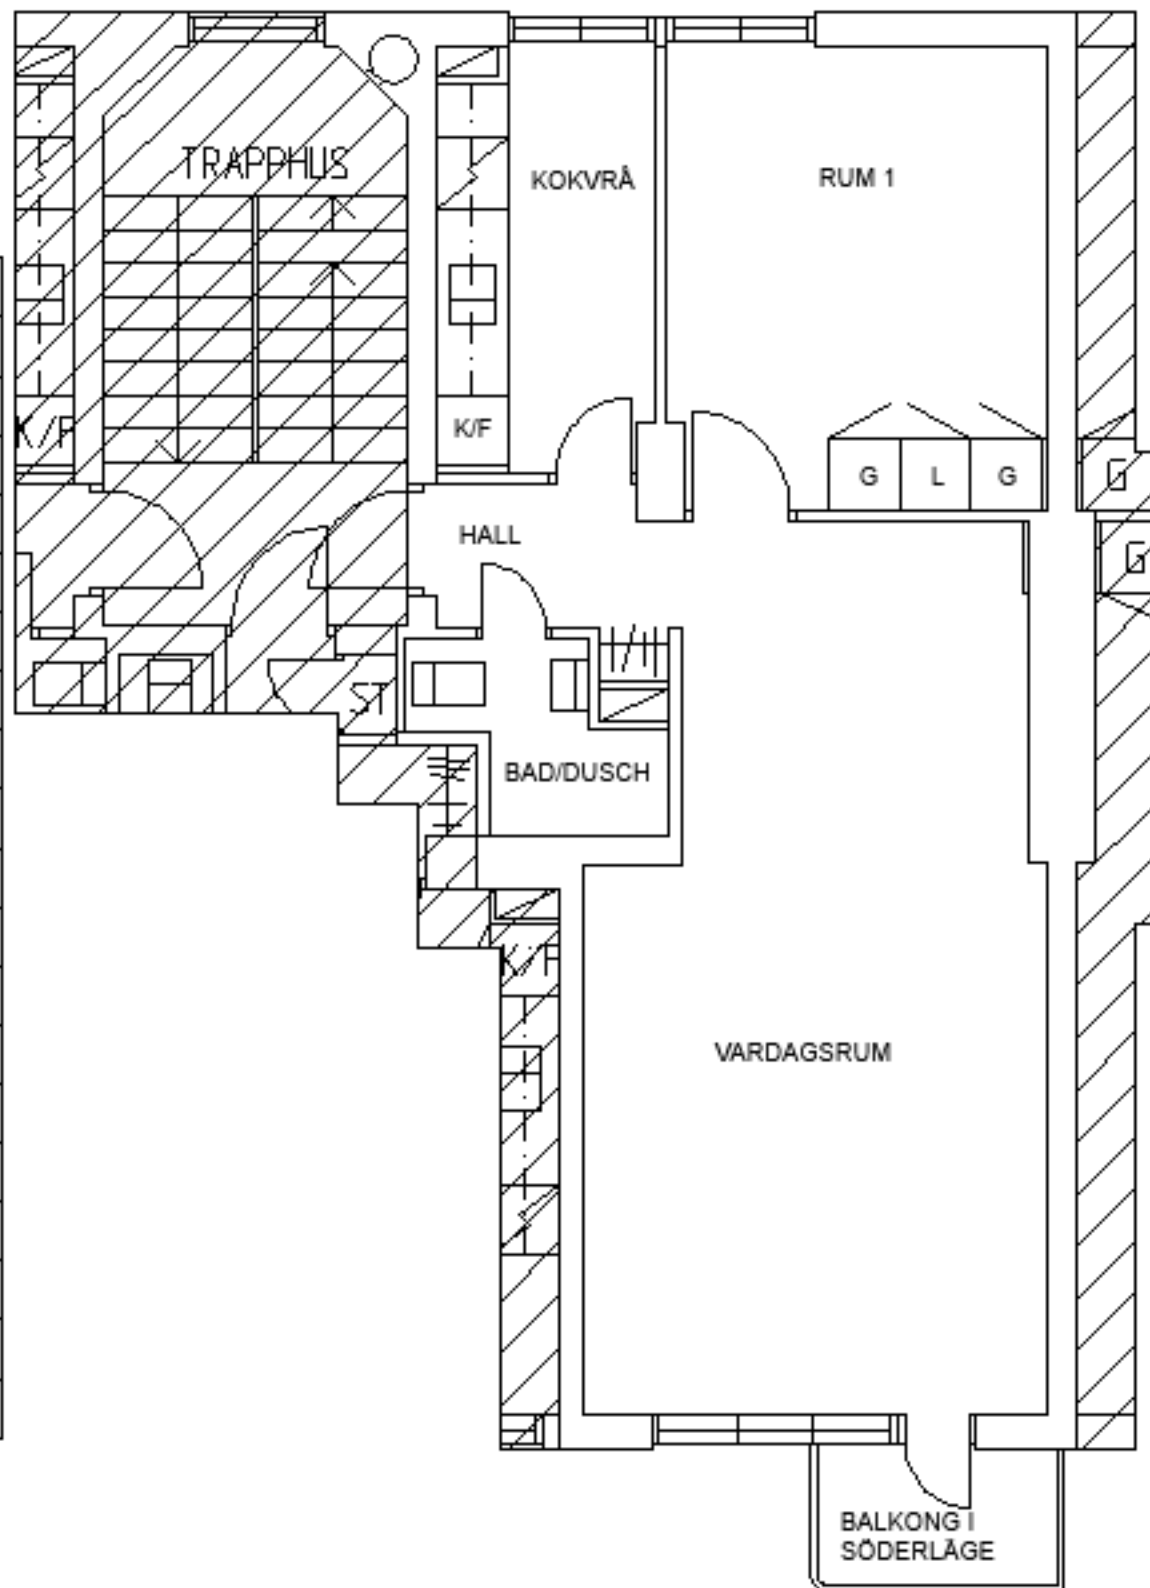 TRAPPHUS
KOKVRÅ
RUM 1
K/F
K/F
G
L
G
G
HALL
G
ST
BAD/DUSCH
K/F
VARDAGSRUM
BALKONG I
SÖDERLÄGE